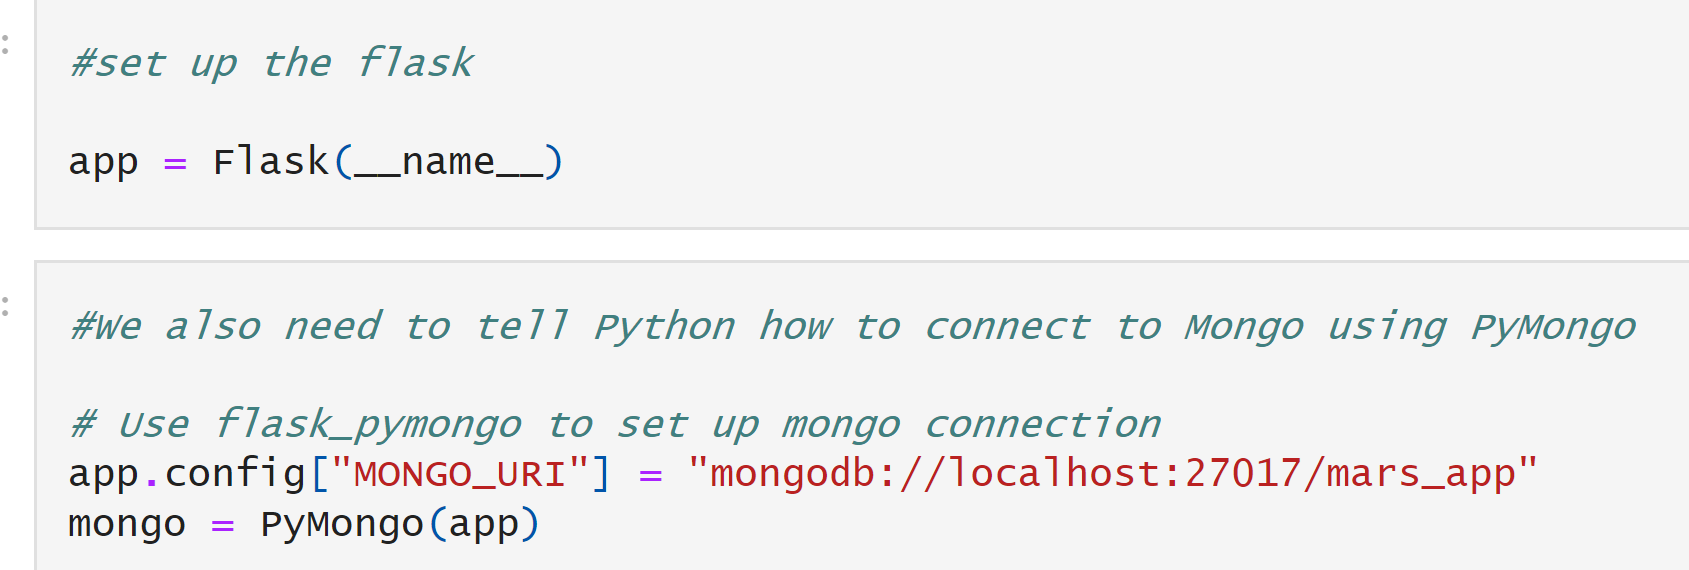 #set up the flask
app = Flask(__name__)
#We also need to tell Python how to connect to Mongo using PyMongo
# Use flask_pymongo to set up mongo connection
app.config["MONGO_URI"] = "mongodb://localhost:27017/mars_app"
mongo = PyMongo(app)